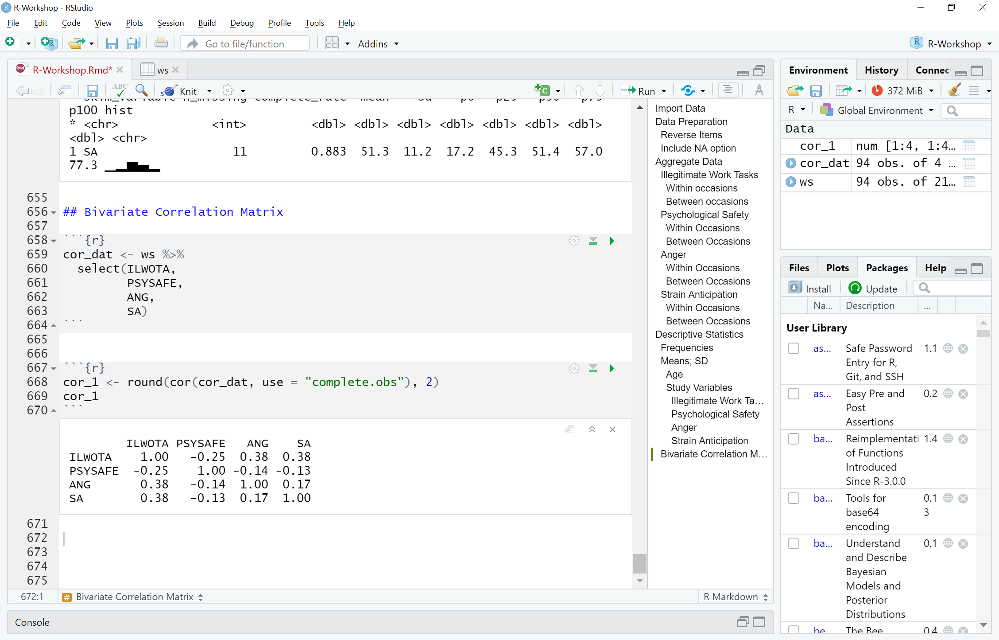 R-Workshop - RStudio
File Edit Code View Plots Session Build Debug Profile Tools Help
Go to file/function Addins R-Workshop
R-Workshop.Rmd* ws
ABC Knit Run
p100 hist
* <chr> <int> <dbl> <dbl> <dbl> <dbl> <dbl> <dbl> <dbl>
<dbl> <chr>
1 SA 11 0.883 51.3 11.2 17.2 45.3 51.4 57.0
77.3
655
656 ## Bivariate Correlation Matrix
657
658 ```{r}
659 cor_dat <- ws %>%
660 select(ILWOTA,
661 PSYSAFE,
662 ANG,
663 SA)
664 ```
665
666
667 ```{r}
668 cor_1 <- round(cor(cor_dat, use = "complete.obs"), 2)
669 cor_1
670 ```
ILWOTA PSYSAFE ANG SA
ILWOTA 1.00 -0.25 0.38 0.38
PSYSAFE -0.25 1.00 -0.14 -0.13
ANG 0.38 -0.14 1.00 0.17
SA 0.38 -0.13 0.17 1.00
671
672
673
674
675
672:1 # Bivariate Correlation Matrix R Markdown
Console
Import Data
Data Preparation
Reverse Items
Include NA option
Aggregate Data
Illegitimate Work Tasks
Within occasions
Between occasions
Psychological Safety
Within Occasions
Between Occasions
Anger
Within Occasions
Between Occasions
Strain Anticipation
Within Occasions
Between Occasions
Descriptive Statistics
Frequencies
Means; SD
Age
Study Variables
Illegitimate Work Ta...
Psychological Safety
Anger
Strain Anticipation
Bivariate Correlation M...
Environment History Connec
372 MiB
R Global Environment
Data
cor_1 num [1:4, 1:4…
cor_dat 94 obs. of 4 …
ws 94 obs. of 21…
Files Plots Packages Help
Install Update
Na... Description ...
User Library
as... Safe Password 1.1
Entry for R,
Git, and SSH
as... Easy Pre and 0.2
Post
Assertions
ba... Reimplementati 1.4
of Functions
Introduced
Since R-3.0.0
ba... Tools for 0.1
base64 3
encoding
ba... Understand 0.1
and Describe
Bayesian
Models and
Posterior
Distributions
be The Bee 0.4